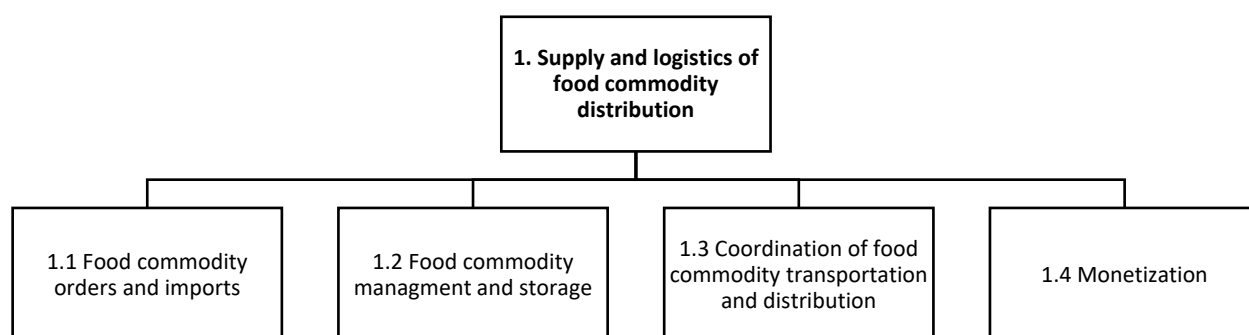 1. Supply and logistics of
food commodity
distribution
1.1 Food commodity
orders and imports
1.2 Food commodity
managment and storage
1.3 Coordination of food
commodity transportation
and distribution
1.4 Monetization